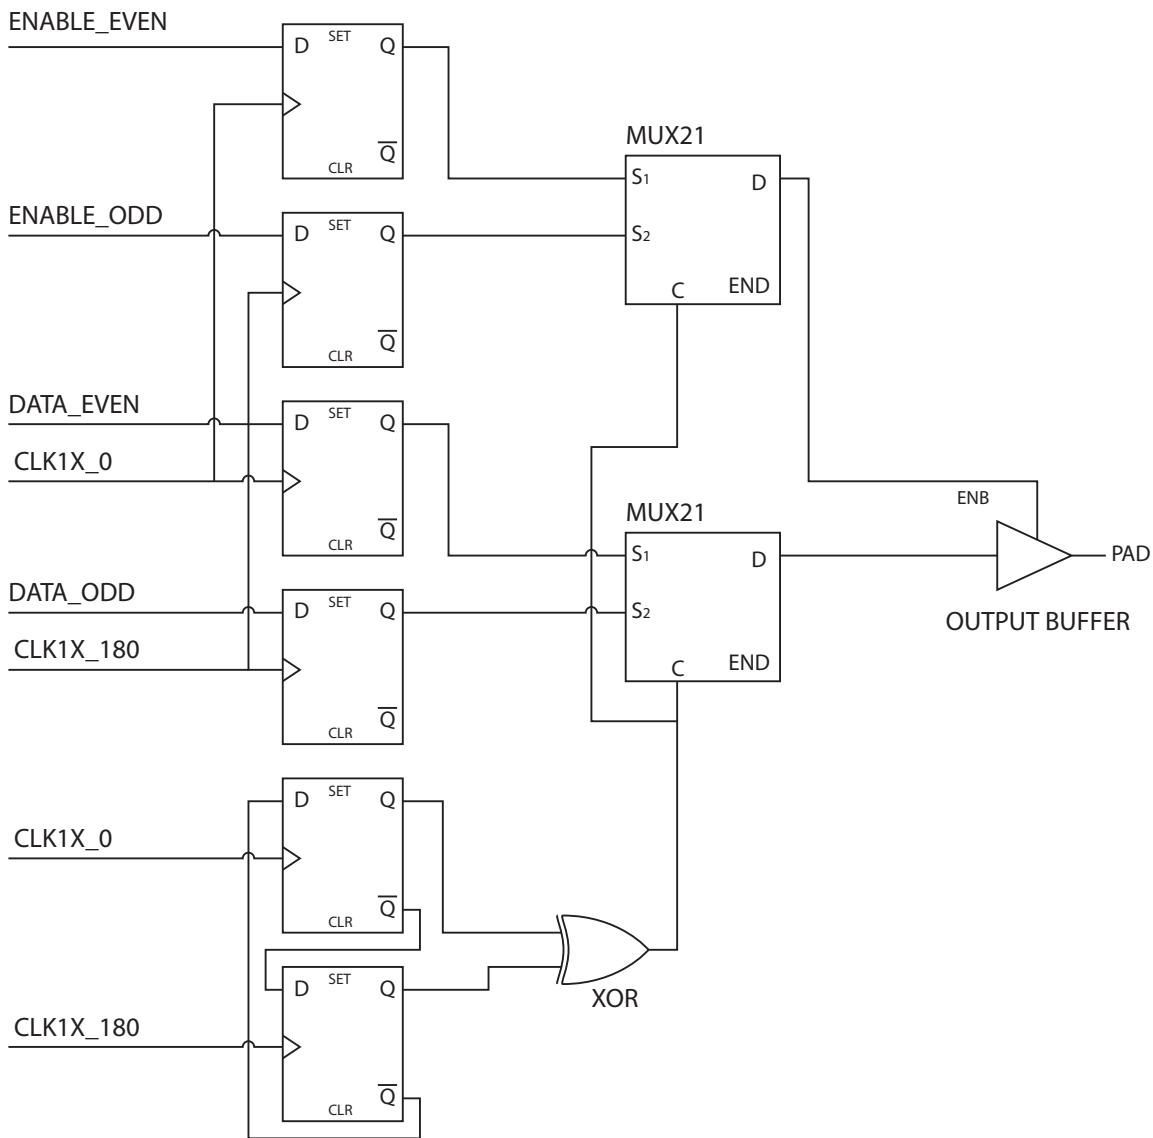 ENABLE_EVEN
D SET Q
Q
CLR
MUX21
S1 D
ENABLE_ODD
D SET Q
S2
C END
Q
CLR
DATA_EVEN
D SET Q
CLK1X_0
ENB
MUX21
Q
CLR
S1 D
PAD
DATA_ODD
D SET Q
S2
OUTPUT BUFFER
CLK1X_180
C END
Q
CLR
D SET Q
CLK1X_0
Q
CLR
D SET Q
XOR
CLK1X_180
Q
CLR